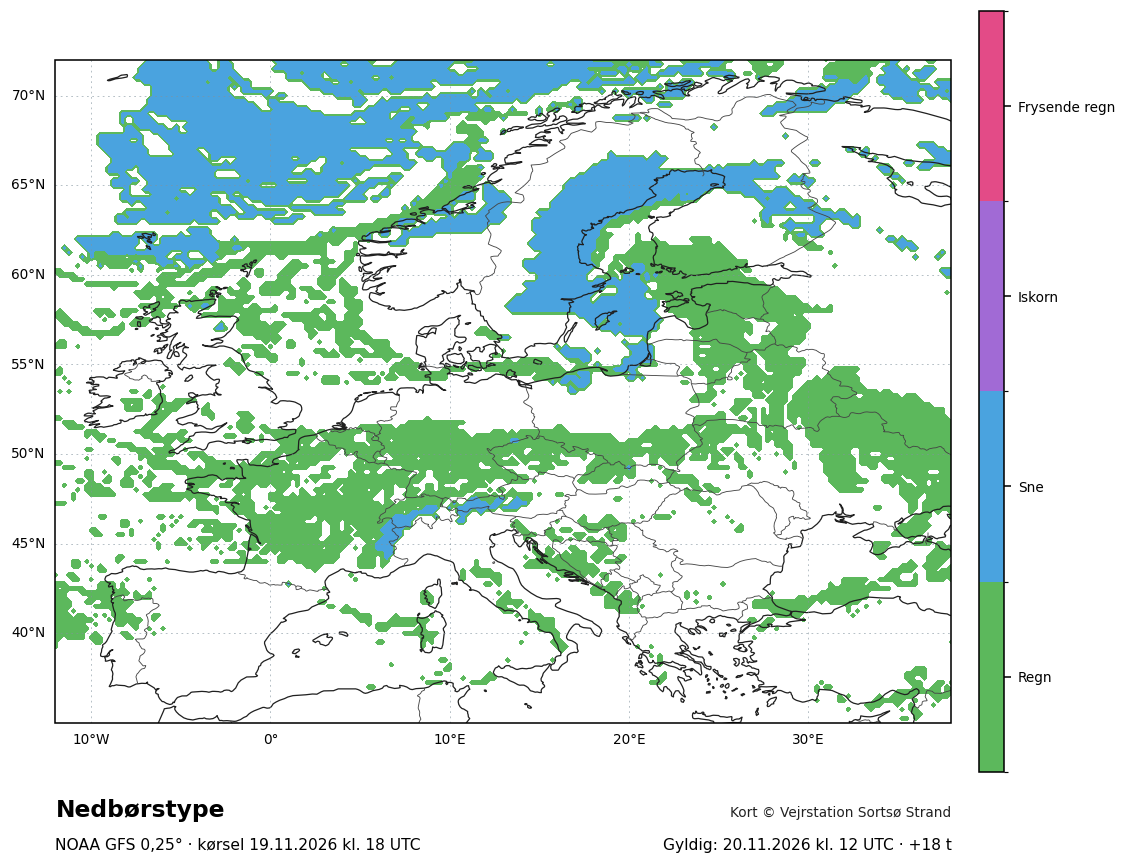 70°N
65°N
60°N
55°N
50°N
45°N
40°N
10°W
0°
10°E
20°E
30°E
Frysende regn
Iskorn
Sne
Regn
Nedbørstype
Kort © Vejrstation Sortsø Strand
NOAA GFS 0,25° · kørsel 19.11.2026 kl. 18 UTC
Gyldig: 20.11.2026 kl. 12 UTC · +18 t